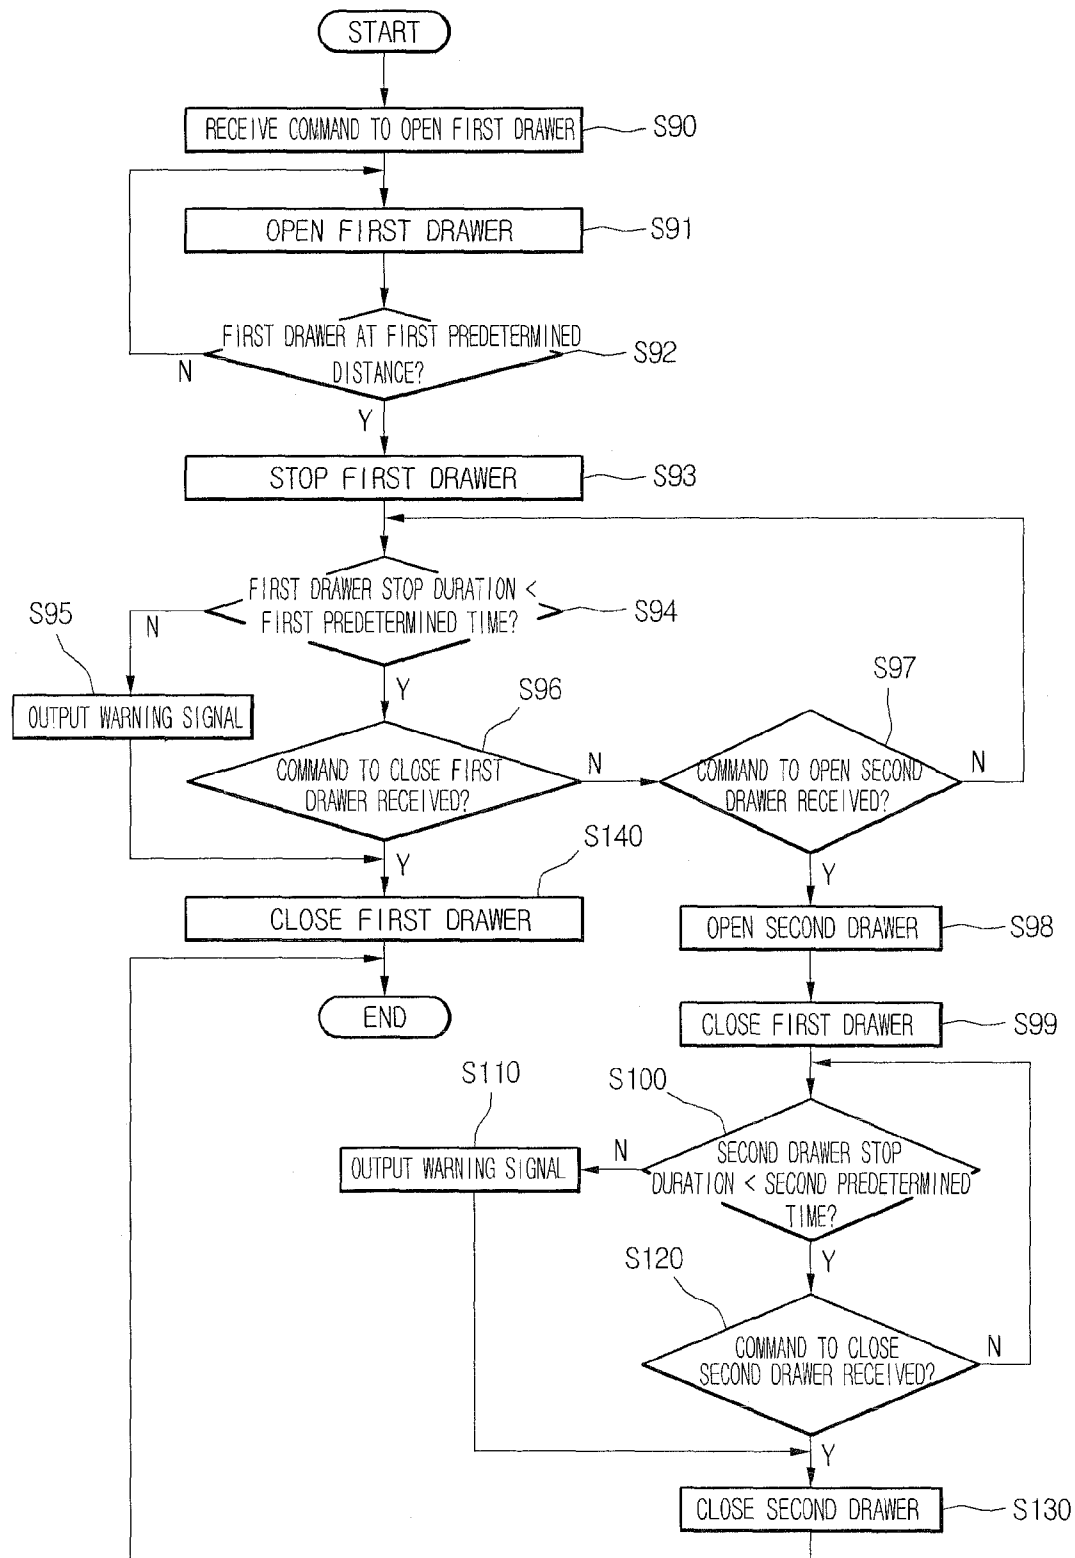 START
RECEIVE COMMAND TO OPEN FIRST DRAWER
S90
OPEN FIRST DRAWER
S91
FIRST DRAWER AT FIRST PREDETERMINED
DISTANCE?
S92
N
Y
STOP FIRST DRAWER
S93
FIRST DRAWER STOP DURATION <
FIRST PREDETERMINED TIME?
S94
N
S95
Y
OUTPUT WARNING SIGNAL
S96
COMMAND TO CLOSE FIRST
DRAWER RECEIVED?
N
S97
COMMAND TO OPEN SECOND
DRAWER RECEIVED?
N
Y
S140
CLOSE FIRST DRAWER
END
Y
OPEN SECOND DRAWER
S98
CLOSE FIRST DRAWER
S99
S110
S100
OUTPUT WARNING SIGNAL
N
SECOND DRAWER STOP
DURATION < SECOND PREDETERMINED
TIME?
Y
S120
COMMAND TO CLOSE
SECOND DRAWER RECEIVED?
N
Y
CLOSE SECOND DRAWER
S130